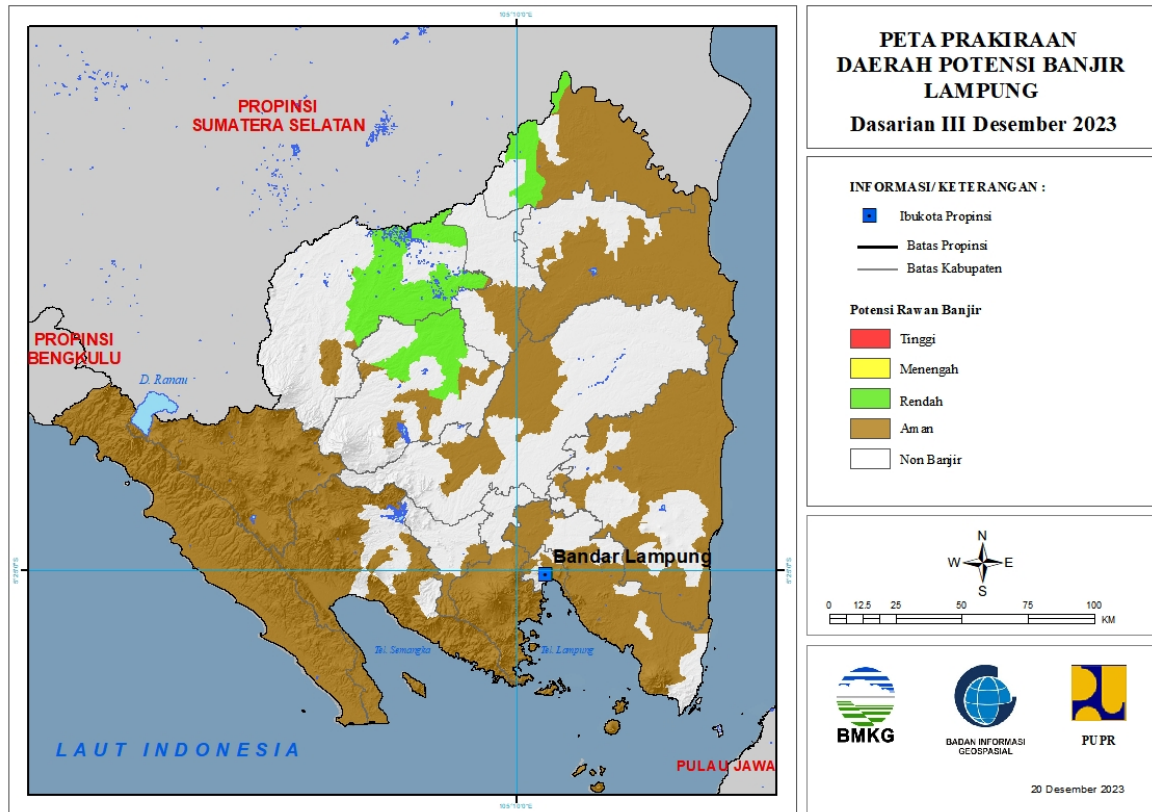 105°10'0"E
PROPINSI
SUMATERA SELATAN
PROPINSI
BENGKULU
D. Ranau
Bandar Lampung
Tel. Semangka
Tel. Lampung
LAUT INDONESIA
PULAU JAWA
PETA PRAKIRAAN
DAERAH POTENSI BANJIR
LAMPUNG
Dasarian III Desember 2023
INFORMASI/KETERANGAN :
Ibukota Propinsi
Batas Propinsi
Batas Kabupaten
Potensi Rawan Banjir
Tinggi
Menengah
Rendah
Aman
Non Banjir
N
W E
S
0 12.5 25 50 75 100
KM
BMKG
BADAN INFORMASI
GEOSPASIAL
PUPR
20 Desember 2023